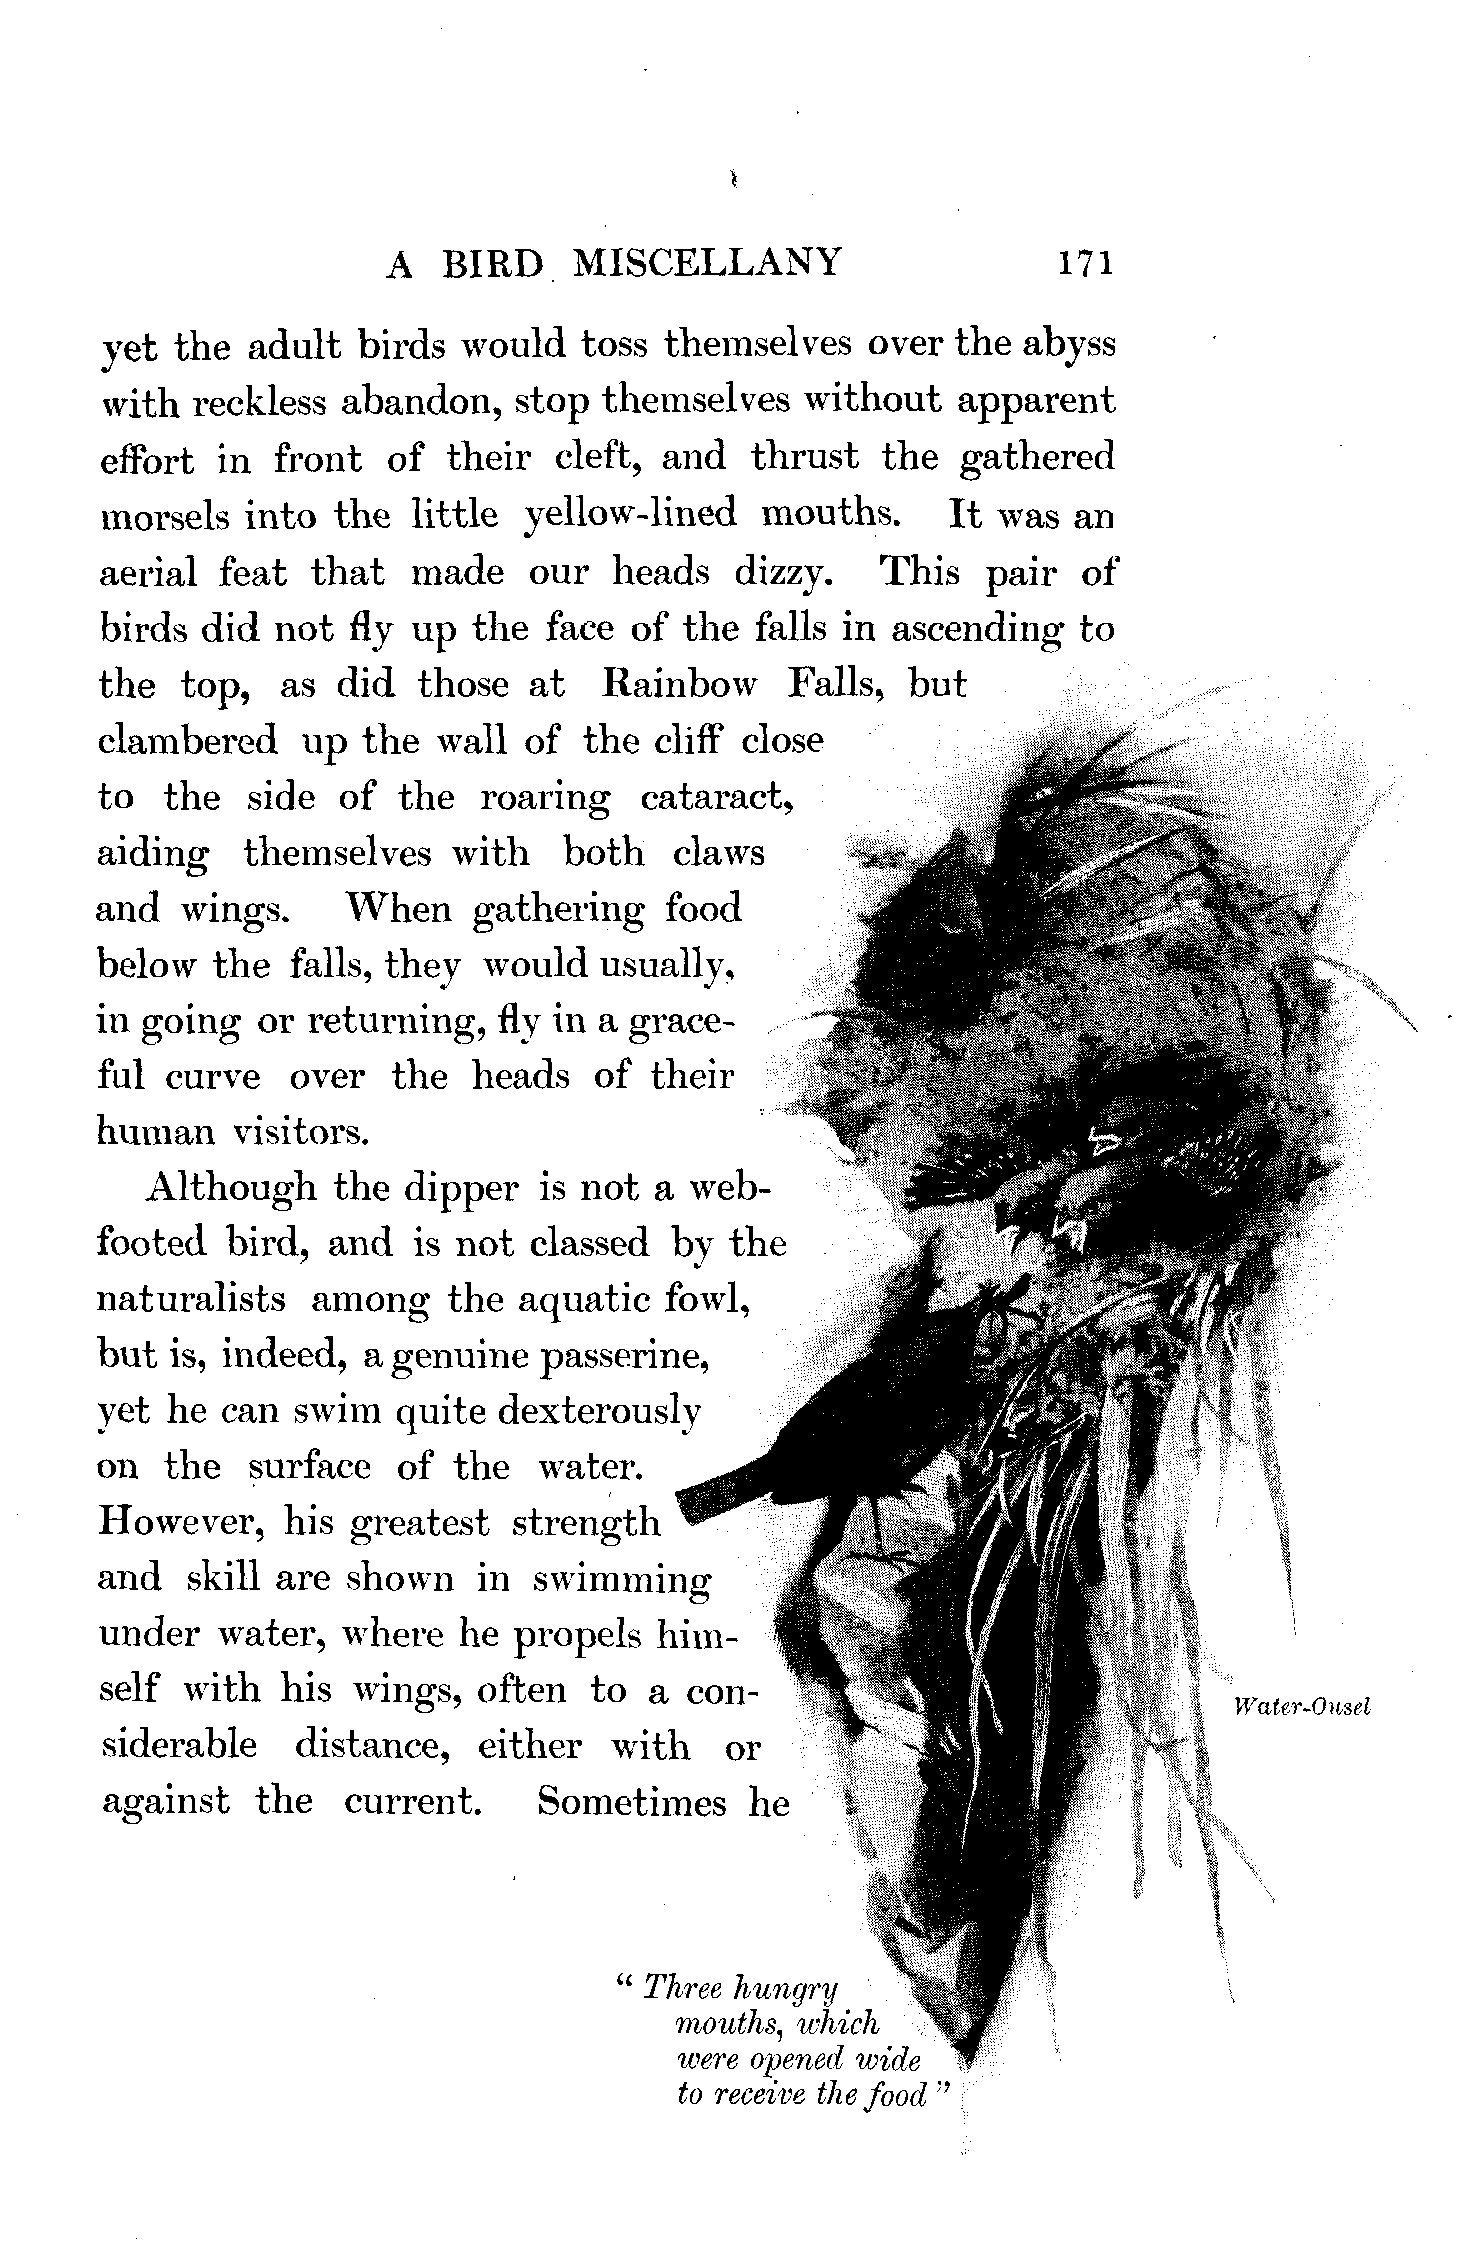 A BIRD MISCELLANY 171
yet the adult birds would toss themselves over the abyss
with reckless abandon, stop themselves without apparent
effort in front of their cleft, and thrust the gathered
morsels into the little yellow-lined mouths. It was an
aerial feat that made our heads dizzy. This pair of
birds did not fly up the face of the falls in ascending to
the top, as did those at Rainbow Falls, but
clambered up the wall of the cliff close
to the side of the roaring cataract,
aiding themselves with both claws
and wings. When gathering food
below the falls, they would usually,
in going or returning, fly in a grace-
ful curve over the heads of their
human visitors.
Although the dipper is not a web-
footed bird, and is not classed by the
naturalists among the aquatic fowl,
but is, indeed, a genuine passerine,
yet he can swim quite dexterously
on the surface of the water.
However, his greatest strength
and skill are shown in swimming
under water, where he propels him-
self with his wings, often to a con-
siderable distance, either with or
against the current. Sometimes he
Water-Ousel
" Three hungry
mouths, which
were opened wide
to receive the food "